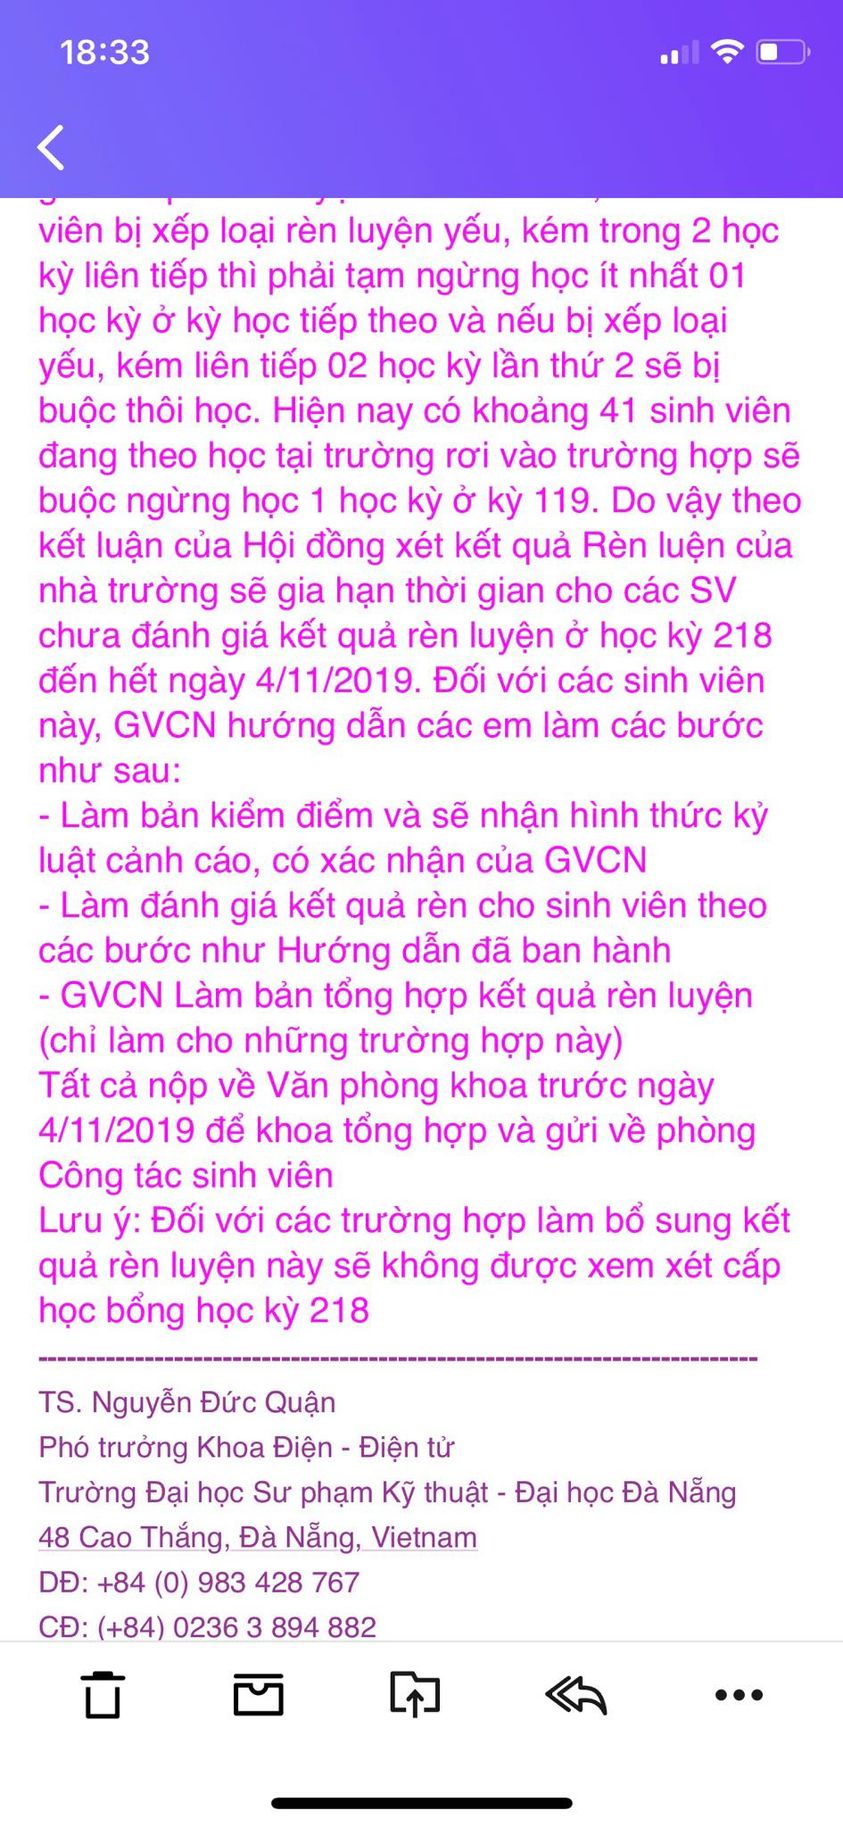 18:33
viên bị xếp loại rèn luyện yếu, kém trong 2 học
kỳ liên tiếp thì phải tạm ngừng học ít nhất 01
học kỳ ở kỳ học tiếp theo và nếu bị xếp loại
yếu, kém liên tiếp 02 học kỳ lần thứ 2 sẽ bị
buộc thôi học. Hiện nay có khoảng 41 sinh viên
đang theo học tại trường rơi vào trường hợp sẽ
buộc ngừng học 1 học kỳ ở kỳ 119. Do vậy theo
kết luận của Hội đồng xét kết quả Rèn luện của
nhà trường sẽ gia hạn thời gian cho các SV
chưa đánh giá kết quả rèn luyện ở học kỳ 218
đến hết ngày 4/11/2019. Đối với các sinh viên
này, GVCN hướng dẫn các em làm các bước
như sau:
- Làm bản kiểm điểm và sẽ nhận hình thức kỷ
luật cảnh cáo, có xác nhận của GVCN
- Làm đánh giá kết quả rèn cho sinh viên theo
các bước như Hướng dẫn đã ban hành
- GVCN Làm bản tổng hợp kết quả rèn luyện
(chỉ làm cho những trường hợp này)
Tất cả nộp về Văn phòng khoa trước ngày
4/11/2019 để khoa tổng hợp và gửi về phòng
Công tác sinh viên
Lưu ý: Đối với các trường hợp làm bổ sung kết
quả rèn luyện này sẽ không được xem xét cấp
học bổng học kỳ 218
--------------------------------------------------------------------------
TS. Nguyễn Đức Quận
Phó trưởng Khoa Điện - Điện tử
Trường Đại học Sư phạm Kỹ thuật - Đại học Đà Nẵng
48 Cao Thắng, Đà Nẵng, Vietnam
DĐ: +84 (0) 983 428 767
CĐ: (+84) 0236 3 894 882